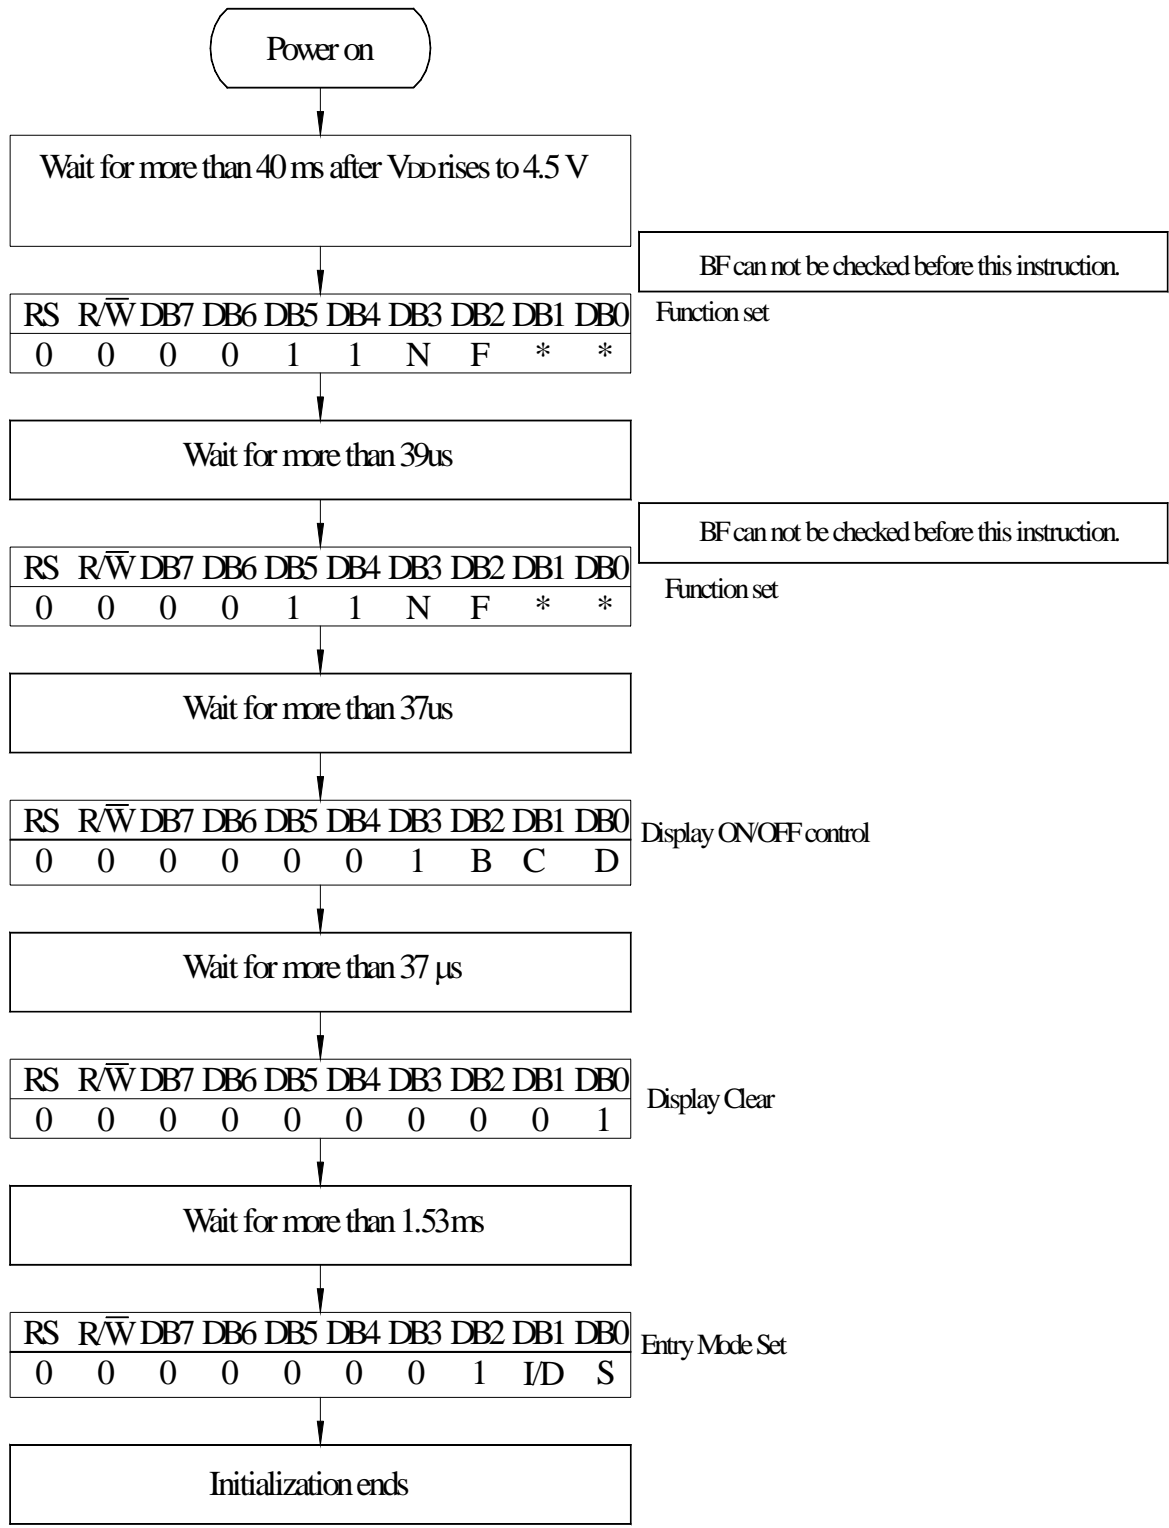 Power on
Wait for more than 40 ms after VDD rises to 4.5 V
BF can not be checked before this instruction.
RS R/W̅ DB7 DB6 DB5 DB4 DB3 DB2 DB1 DB0
Function set
0 0 0 0 1 1 N F * *
Wait for more than 39us
BF can not be checked before this instruction.
RS R/W̅ DB7 DB6 DB5 DB4 DB3 DB2 DB1 DB0
Function set
0 0 0 0 1 1 N F * *
Wait for more than 37us
RS R/W̅ DB7 DB6 DB5 DB4 DB3 DB2 DB1 DB0
Display ON/OFF control
0 0 0 0 0 0 1 B C D
Wait for more than 37 μs
RS R/W̅ DB7 DB6 DB5 DB4 DB3 DB2 DB1 DB0
Display Clear
0 0 0 0 0 0 0 0 0 1
Wait for more than 1.53ms
RS R/W̅ DB7 DB6 DB5 DB4 DB3 DB2 DB1 DB0
Entry Mode Set
0 0 0 0 0 0 0 1 I/D S
Initialization ends